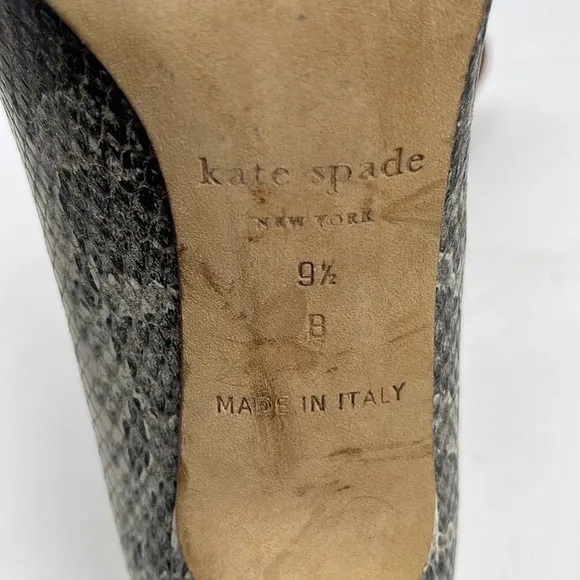 kate spade
NEW YORK
9½
B
MADE IN ITALY